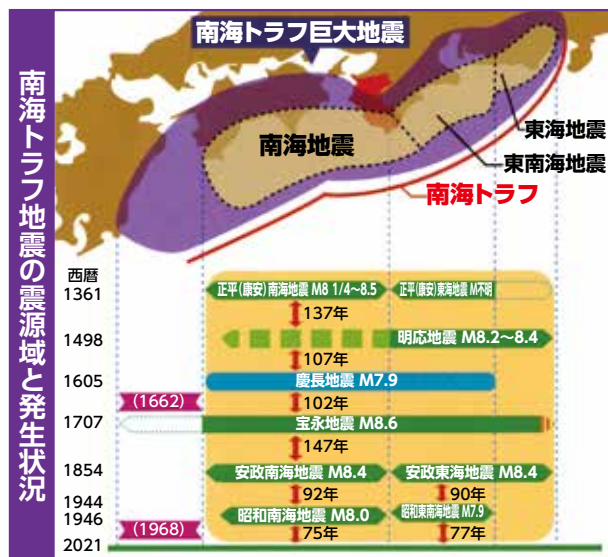 南海トラフ地震の震源域と発生状況
南海トラフ巨大地震
東海地震
南海地震
東南海地震
南海トラフ
西暦
1361
正平(康安)南海地震 M8 1/4～8.5
正平(康安)東海地震 M不明
137年
1498
明応地震 M8.2～8.4
107年
1605
慶長地震 M7.9
(1662)
102年
1707
宝永地震 M8.6
147年
1854
安政南海地震 M8.4
安政東海地震 M8.4
92年
90年
1944
1946
昭和南海地震 M8.0
昭和東南海地震 M7.9
(1968)
75年
77年
2021